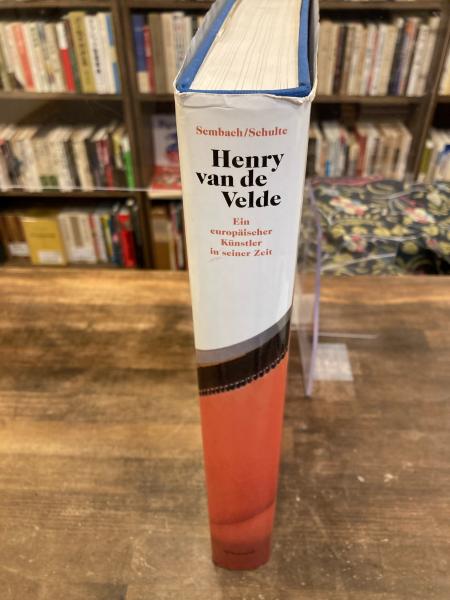 Sembach/Schulte
Henry
van de
Velde
Ein
europäischer
Künstler
in seiner Zeit